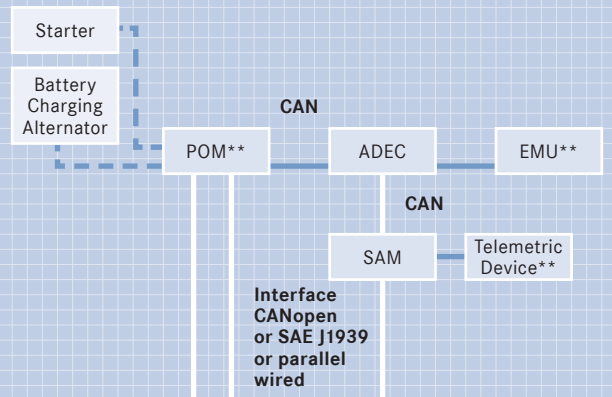 Starter
Battery
Charging
Alternator
CAN
POM**
ADEC
EMU**
CAN
SAM
Telemetric
Device**
Interface
CANopen
or SAE J1939
or parallel
wired